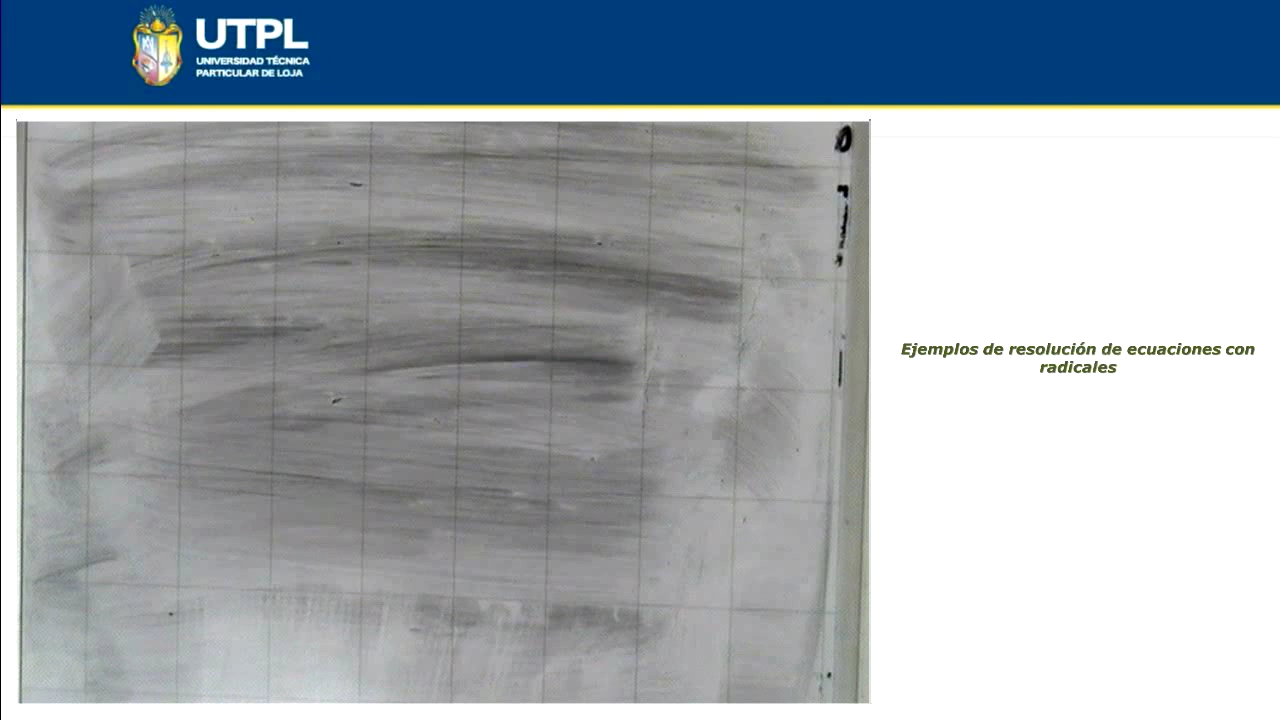 UTPL
UNIVERSIDAD TÉCNICA
PARTICULAR DE LOJA
Ejemplos de resolución de ecuaciones con
radicales